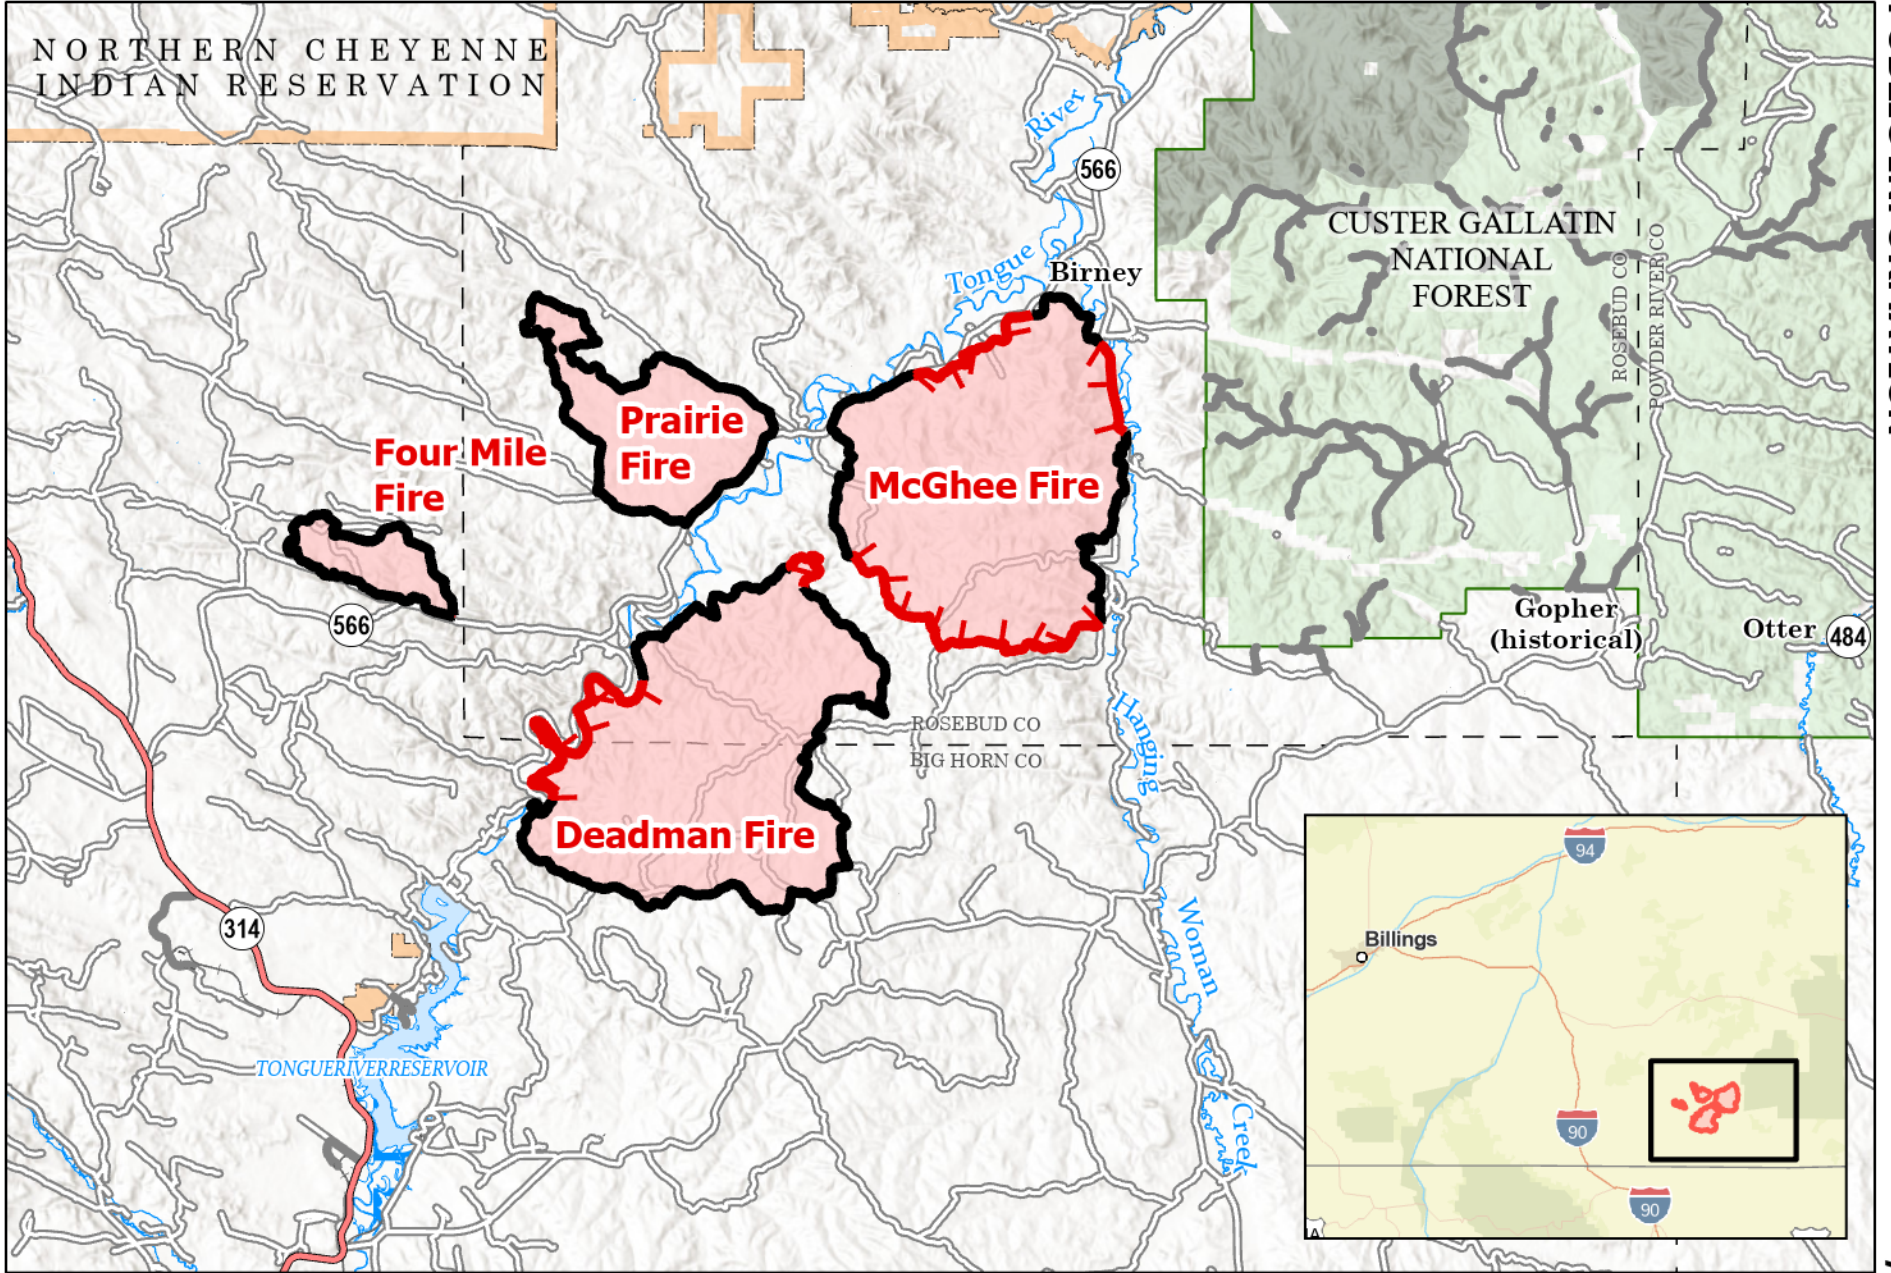 NORTHERN CHEYENNE
INDIAN RESERVATION
River
566
CUSTER GALLATIN
NATIONAL
FOREST
Tongue
Birney
ROSEBUD CO
POWDER RIVER CO
Prairie
Fire
Four Mile
Fire
McGhee Fire
566
Gopher
(historical)
Otter
484
ROSEBUD CO
BIG HORN CO
Hanging
Deadman Fire
Woman
Creek
314
TONGUERIVERRESERVOIR
94
Billings
90
90